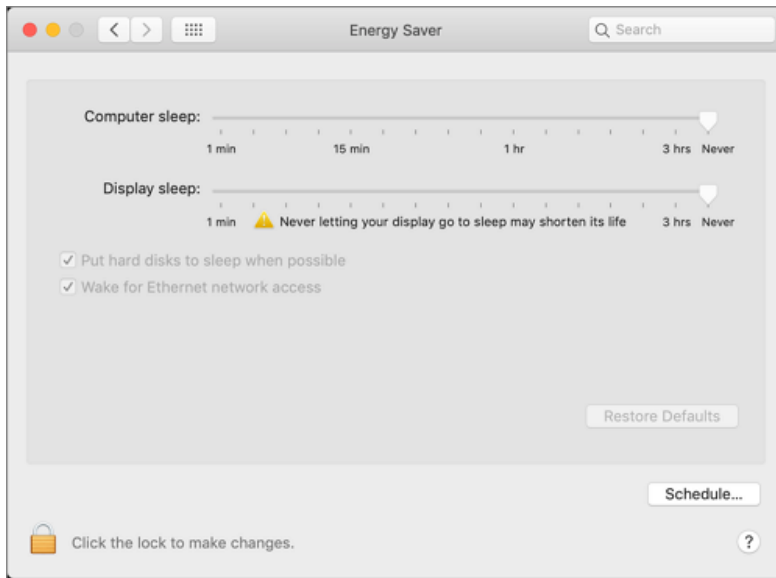 Energy Saver
Search
Computer sleep:
1 min 15 min 1 hr 3 hrs Never
Display sleep:
1 min Never letting your display go to sleep may shorten its life 3 hrs Never
Put hard disks to sleep when possible
Wake for Ethernet network access
Restore Defaults
Schedule...
Click the lock to make changes.
?